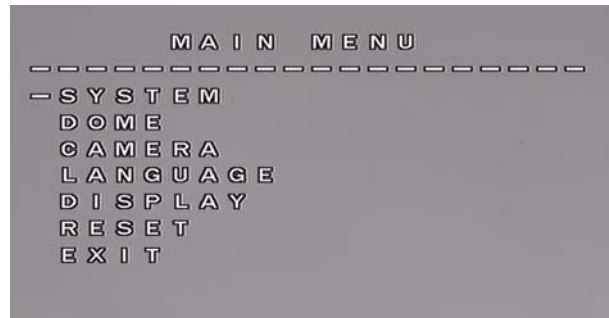 MAIN MENU
--------------------
-SYSTEM
DOME
CAMERA
LANGUAGE
DISPLAY
RESET
EXIT